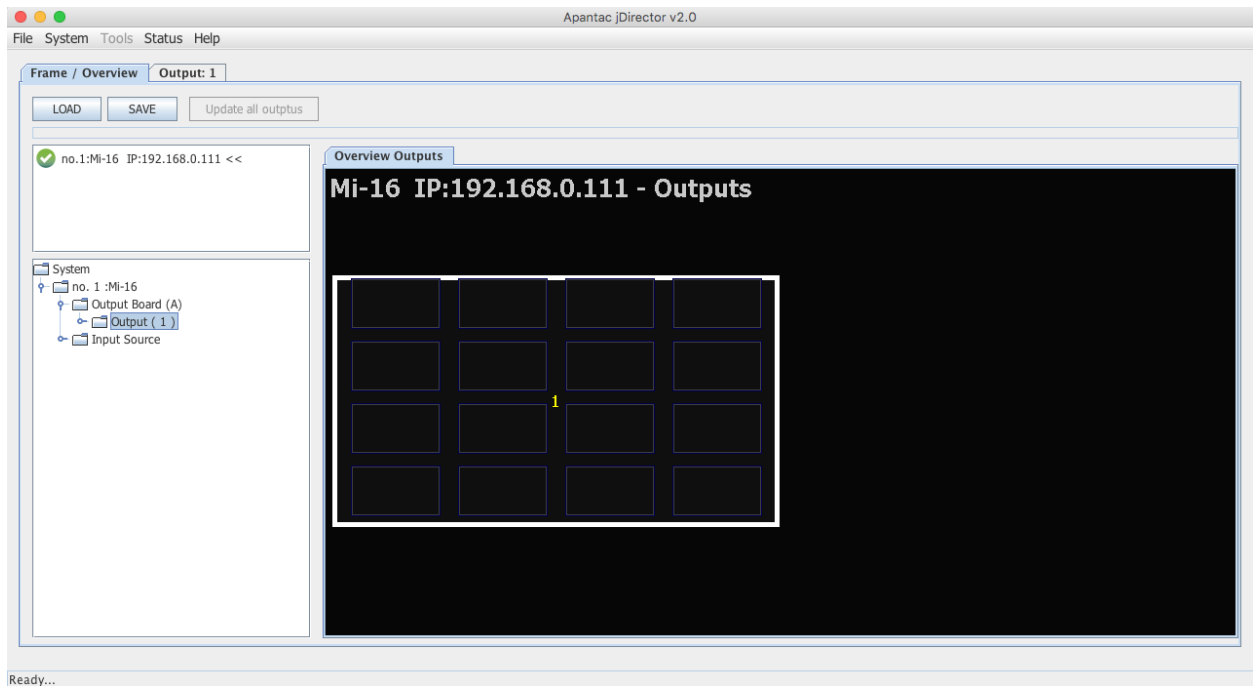 Apantac jDirector v2.0
File System Tools Status Help
Frame / Overview Output: 1
LOAD SAVE Update all outptus
no.1:Mi-16 IP:192.168.0.111 <<
Overview Outputs
Mi-16 IP:192.168.0.111 - Outputs
System
no. 1 :Mi-16
Output Board (A)
Output ( 1 )
Input Source
1
Ready...